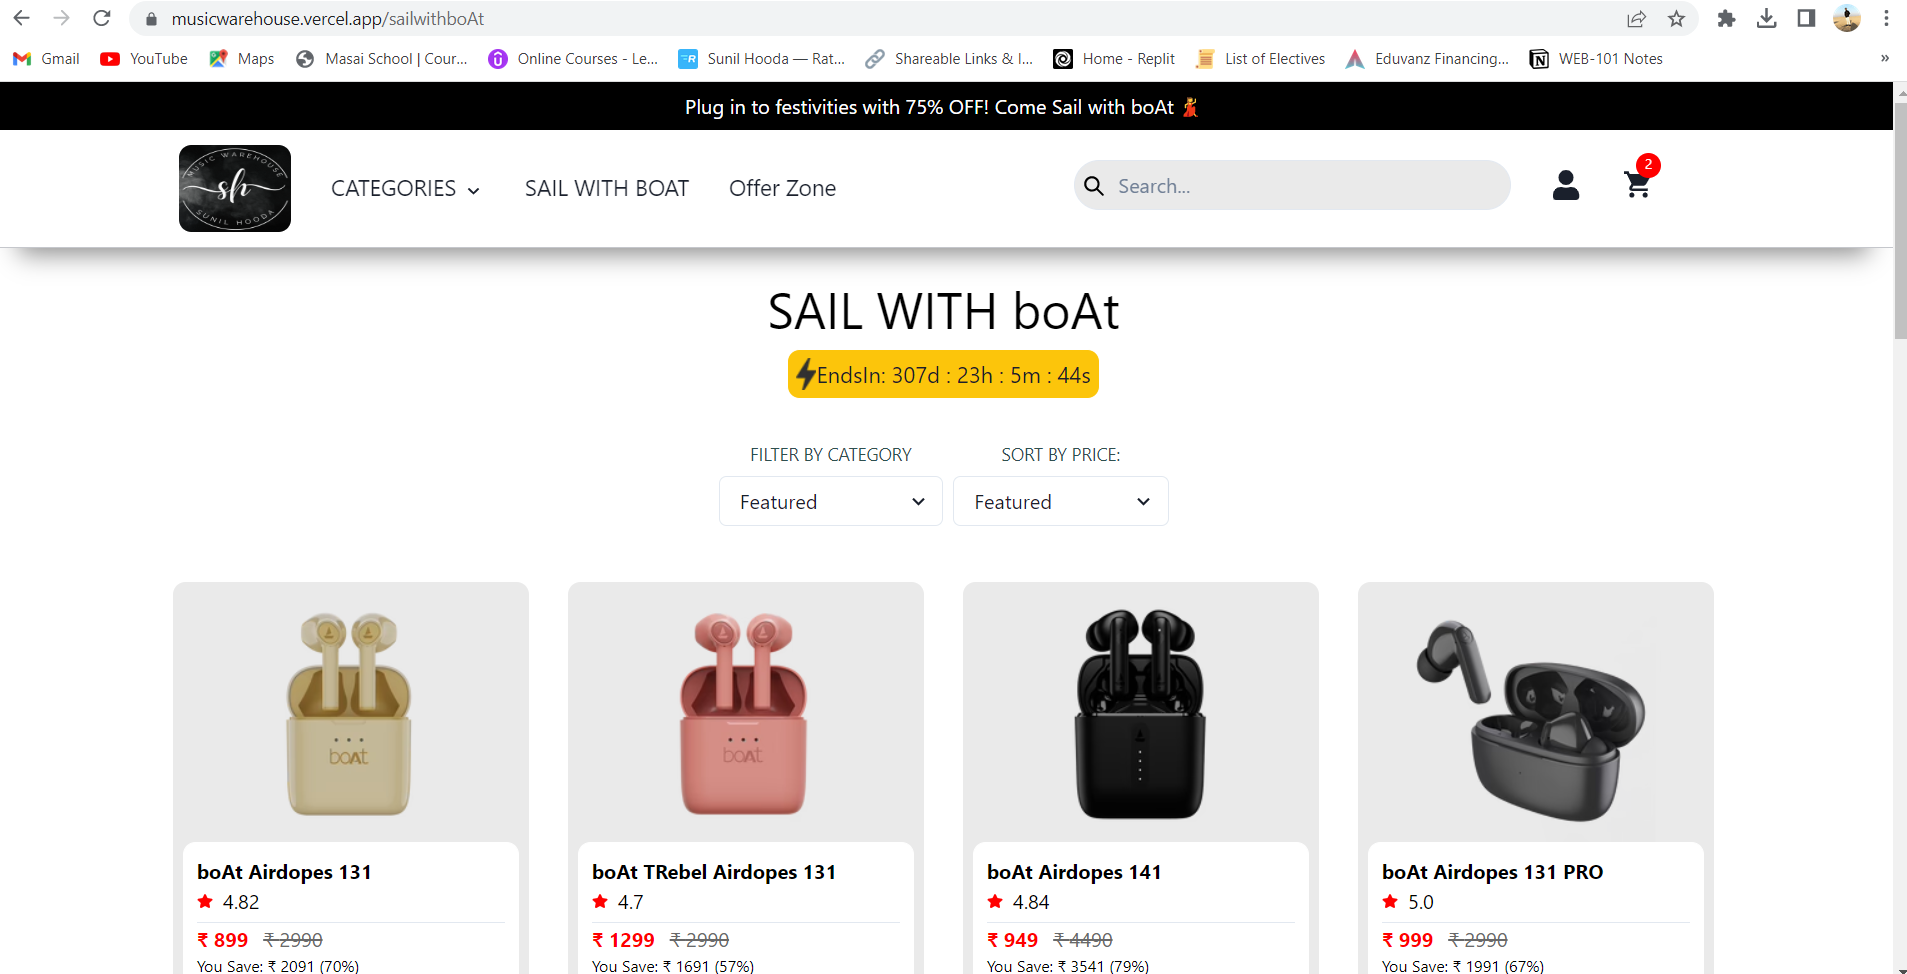 musicwarehouse.vercel.app/sailwithboAt
Gmail YouTube Maps Masai School | Cour... Online Courses - Le... Sunil Hooda — Rat... Shareable Links & I... Home - Replit List of Electives Eduvanz Financing... WEB-101 Notes »
Plug in to festivities with 75% OFF! Come Sail with boAt 💃
MUSIC WAREHOUSE
sh
SUNIL HOODA
CATEGORIES SAIL WITH BOAT Offer Zone Search... 2
SAIL WITH boAt
⚡EndsIn: 307d : 23h : 5m : 44s
FILTER BY CATEGORY SORT BY PRICE:
Featured Featured
boAt boAt
boAt Airdopes 131 boAt TRebel Airdopes 131 boAt Airdopes 141 boAt Airdopes 131 PRO
4.82 4.7 4.84 5.0
₹ 899 ₹ 2990 ₹ 1299 ₹ 2990 ₹ 949 ₹ 4490 ₹ 999 ₹ 2990
You Save: ₹ 2091 (70%) You Save: ₹ 1691 (57%) You Save: ₹ 3541 (79%) You Save: ₹ 1991 (67%)